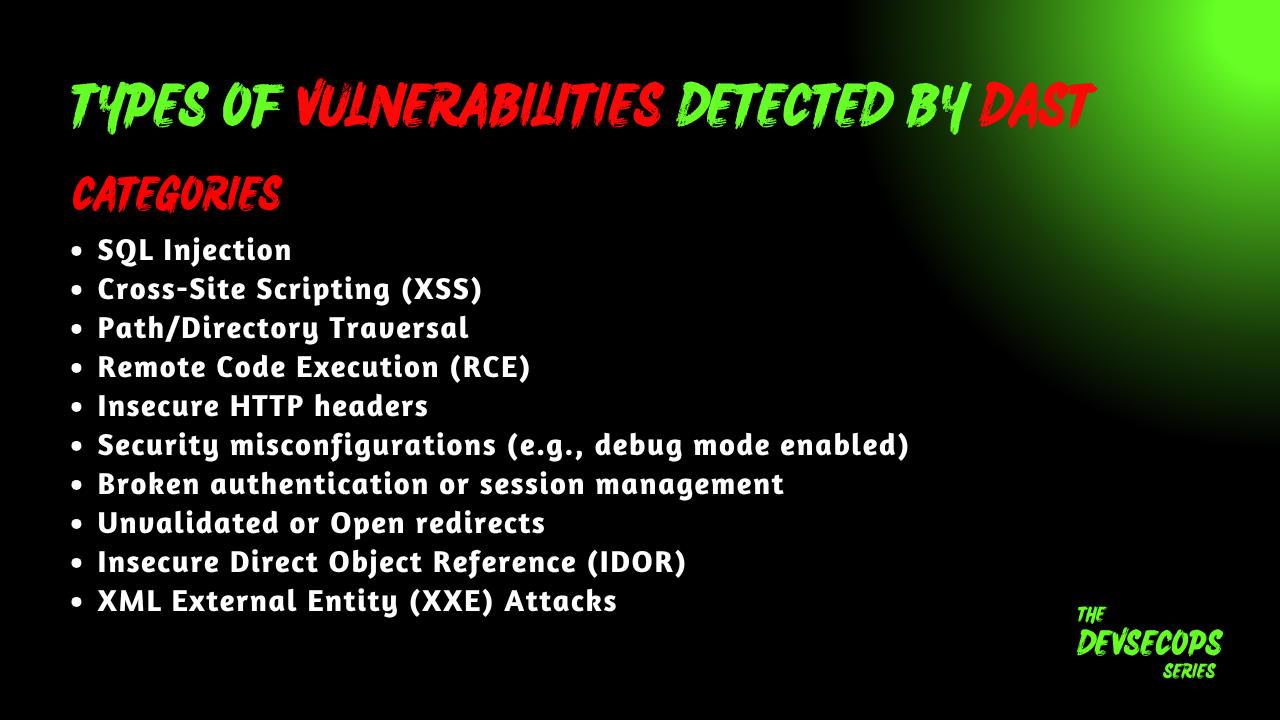 TYPES OF VULNERABILITIES DETECTED BY DAST
CATEGORIES
• SQL Injection
• Cross-Site Scripting (XSS)
• Path/Directory Traversal
• Remote Code Execution (RCE)
• Insecure HTTP headers
• Security misconfigurations (e.g., debug mode enabled)
• Broken authentication or session management
• Unvalidated or Open redirects
• Insecure Direct Object Reference (IDOR)
• XML External Entity (XXE) Attacks
THE
DEVSECOPS
SERIES